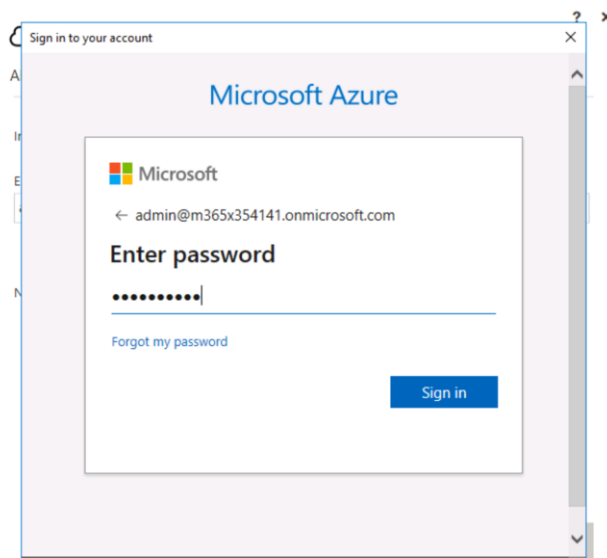 ?
Sign in to your account
A
Microsoft Azure
Microsoft
← admin@m365x354141.onmicrosoft.com
Enter password
••••••••••
Forgot my password
Sign in